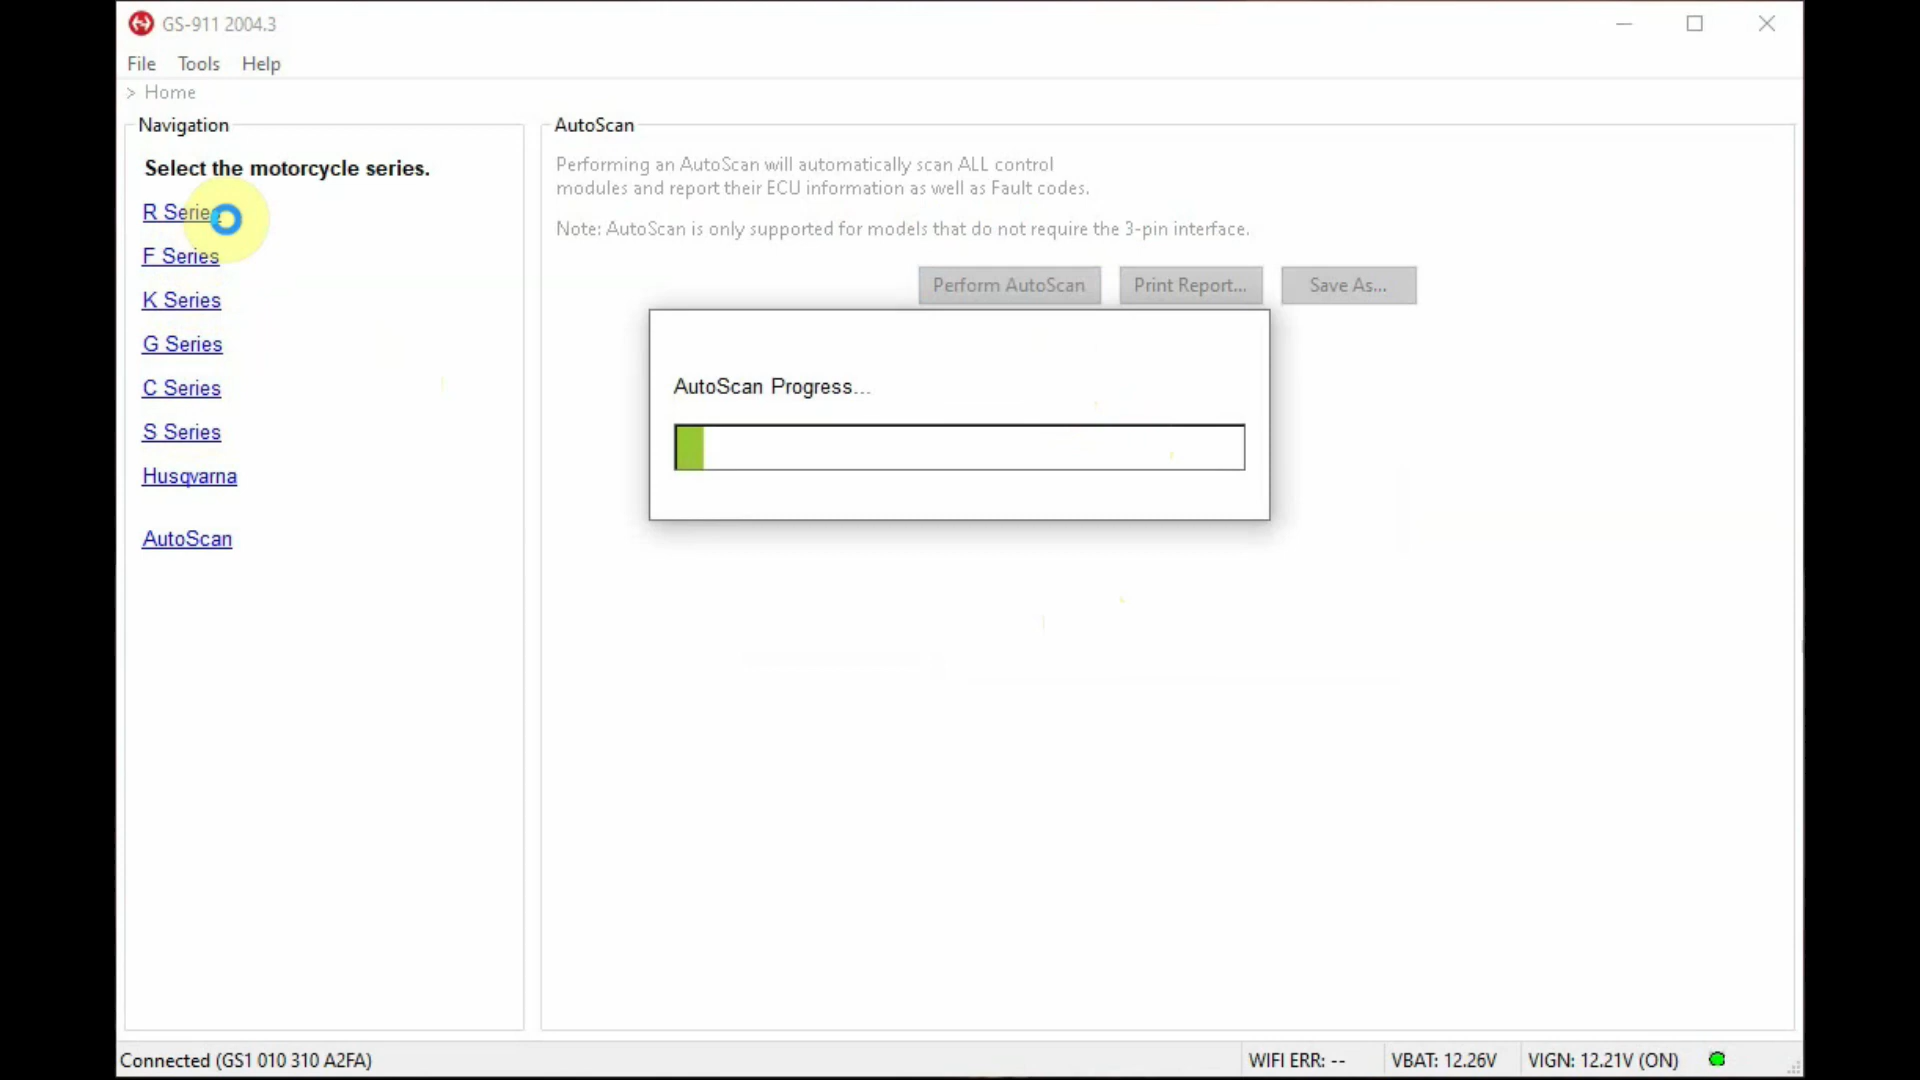 GS-911 2004.3
File Tools Help
> Home
Navigation
Select the motorcycle series.
R Series
F Series
K Series
G Series
C Series
S Series
Husqvarna
AutoScan
AutoScan
Performing an AutoScan will automatically scan ALL control
modules and report their ECU information as well as Fault codes.
Note: AutoScan is only supported for models that do not require the 3-pin interface.
Perform AutoScan Print Report... Save As...
AutoScan Progress...
Connected (GS1 010 310 A2FA) WIFI ERR: -- VBAT: 12.26V VIGN: 12.21V (ON)